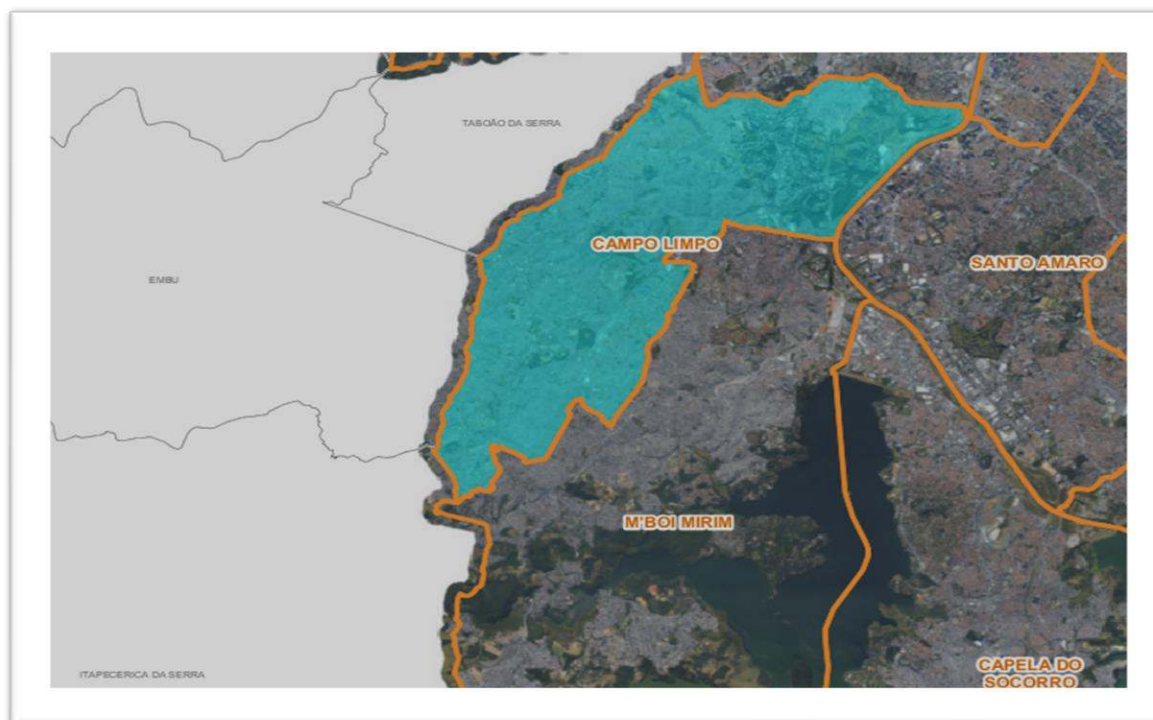 TABOÃO DA SERRA
CAMPO LIMPO
SANTO AMARO
EMBU
M'BOI MIRIM
ITAPECERICA DA SERRA
CAPELA DO
SOCORRO